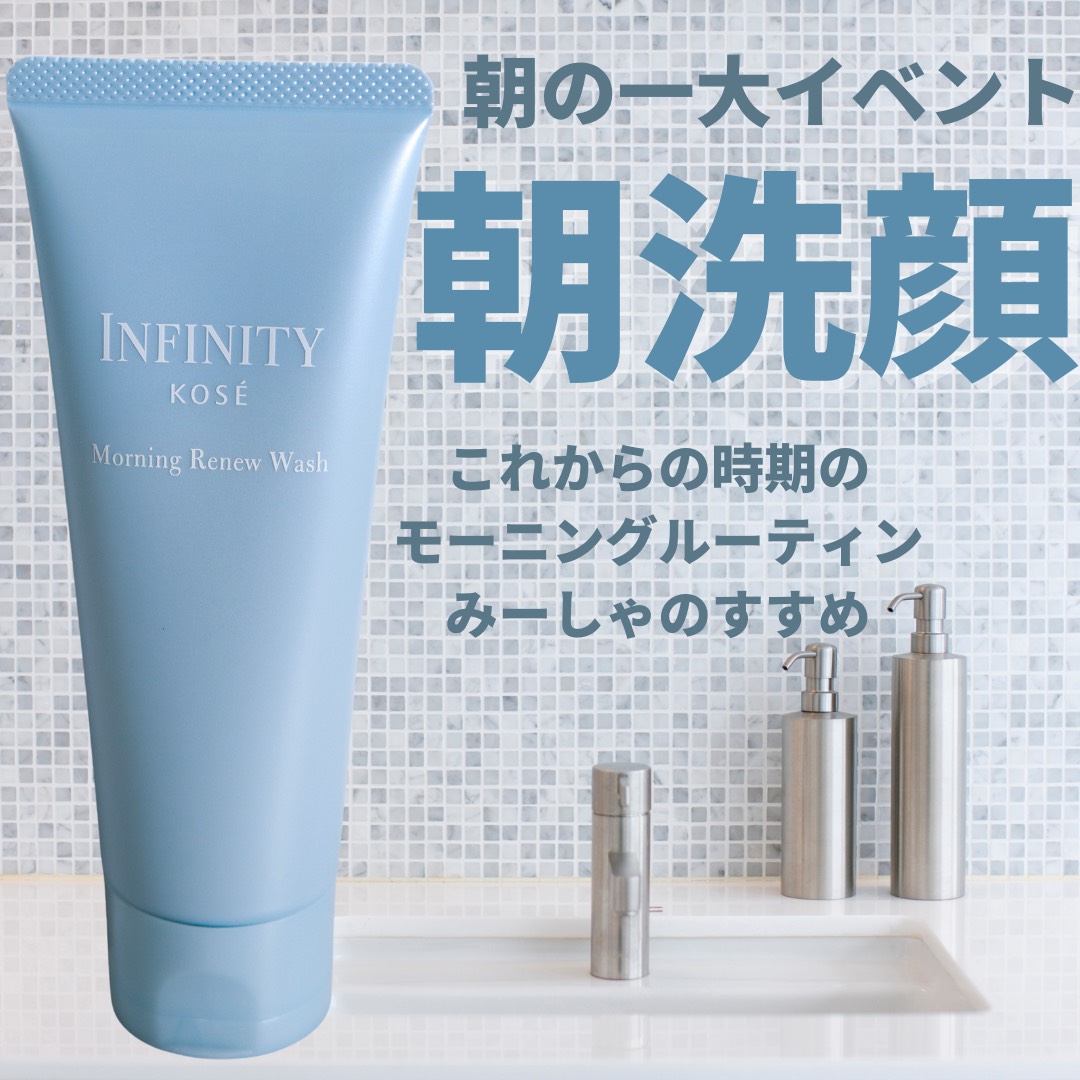 朝の一大イベント
朝洗顔
INFINITY
KOSÉ
Morning Renew Wash
これからの時期の
モーニングルーティン
みーしゃのすすめ